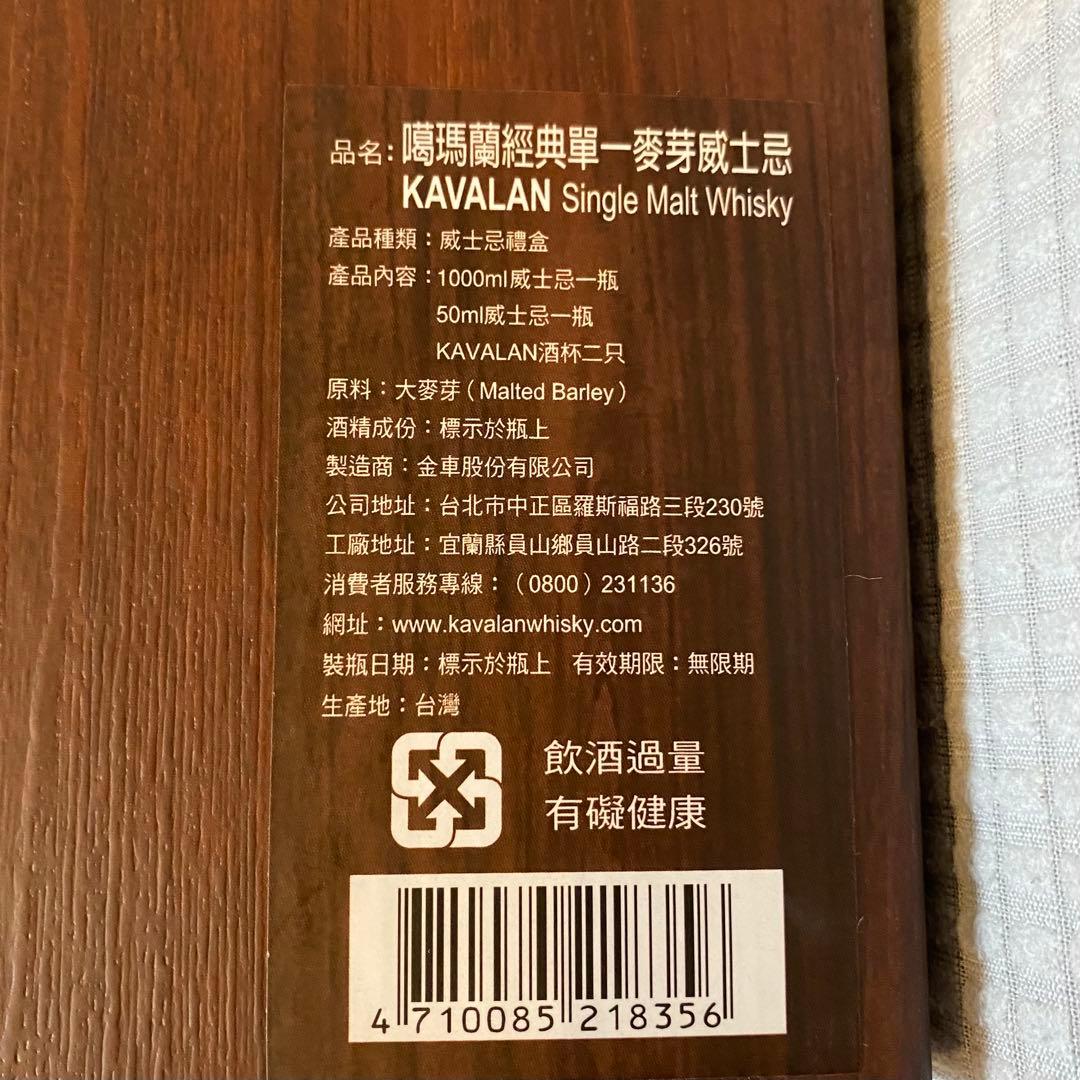 品名:噶瑪蘭經典單一麥芽威士忌
KAVALAN Single Malt Whisky
產品種類：威士忌禮盒
產品內容：1000ml威士忌一瓶
50ml威士忌一瓶
KAVALAN酒杯二只
原料：大麥芽（Malted Barley）
酒精成份：標示於瓶上
製造商：金車股份有限公司
公司地址：台北市中正區羅斯福路三段230號
工廠地址：宜蘭縣員山鄉員山路二段326號
消費者服務專線：（0800）231136
網址：www.kavalanwhisky.com
裝瓶日期：標示於瓶上 有效期限：無限期
生產地：台灣
飲酒過量
有礙健康
4 710085 218356